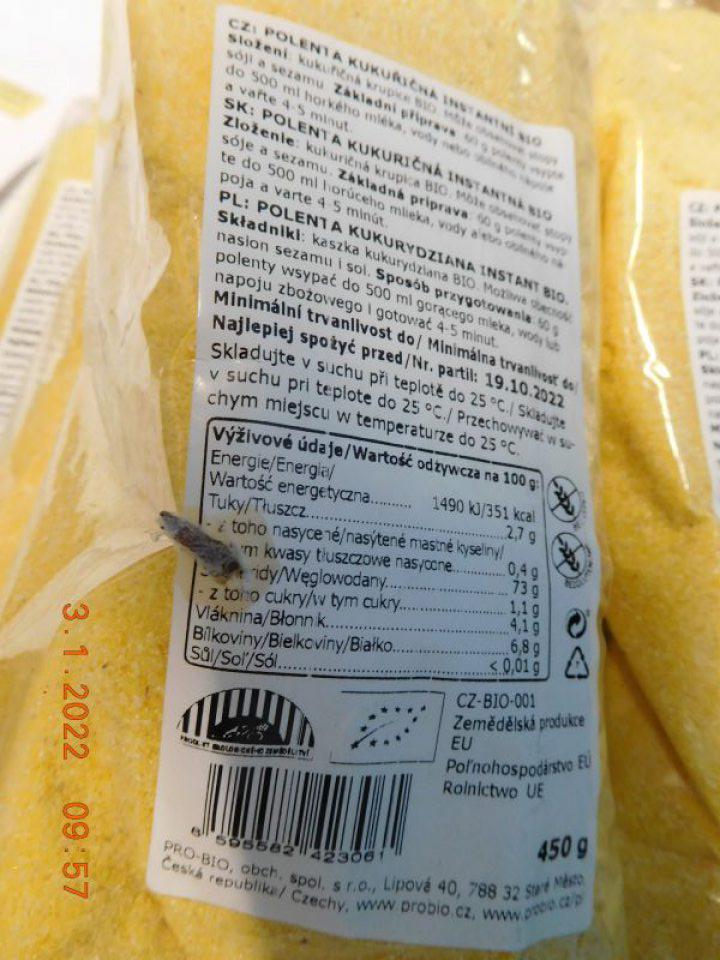 CZ: POLENTA KUKUŘIČNÁ INSTANTNÍ BIO
Složení: kukuřičná krupice BIO. Může obsahovat stopy
sóji a sezamu. Základní příprava: 60 g polenty vsypte
do 500 ml horkého mléka, vody nebo obilného nápoje
a vařte 4-5 minut.
SK: POLENTA KUKURIČNÁ INSTANTNÁ BIO
Zloženie: kukuričná krupica BIO. Môže obsahovať stopy
sóje a sezamu. Základná príprava: 60 g polenty vsyp-
te do 500 ml horúceho mlieka, vody alebo obilného ná-
poja a varte 4-5 minút.
PL: POLENTA KUKURYDZIANA INSTANT BIO.
Składniki: kaszka kukurydziana BIO. Możliwa obecność
nasion sezamu i soi. Sposób przygotowania: 60 g
polenty wsypać do 500 ml gorącego mleka, wody lub
napoju zbożowego i gotować 4-5 minut.
Minimální trvanlivost do/ Minimálna trvanlivosť do/
Najlepiej spożyć przed/Nr. partii: 19.10.2022
Skladujte v suchu při teplotě do 25 °C./ Skladujte
v suchu pri teplote do 25 °C./ Przechowywać w su-
chym miejscu w temperaturze do 25 °C.
Výživové údaje/Wartość odżywcza na 100 g:
Energie/Energia/
Wartość energetyczna.......... 1490 kJ/351 kcal
Tuky/Tłuszcz.......... 2,7 g
- z toho nasycené/nasýtené mastné kyseliny/
kwasy tłuszczowe nasycone.......... 0,4 g
/Węglowodany.......... 73 g
- z toho cukry/w tym cukry.......... 1,1 g
Vláknina/Błonnik.......... 4,1 g
Bílkoviny/Bielkoviny/Białko.......... 6,8 g
Sůl/Soľ/Sól.......... < 0,01 g
BIO
PRODUKT EKOLOGICKÉHO ZEMĚDĚLSTVÍ
CZ-BIO-001
Zemědělská produkce
EU
Poľnohospodárstvo EÚ
Rolnictwo UE
8 595582 423061
450 g
PRO-BIO, obch. spol. s r.o., Lipová 40, 788 32 Staré Město,
Česká republika/ Czechy, www.probio.cz, www.probio.cz/pl
3.1.2022 09:57